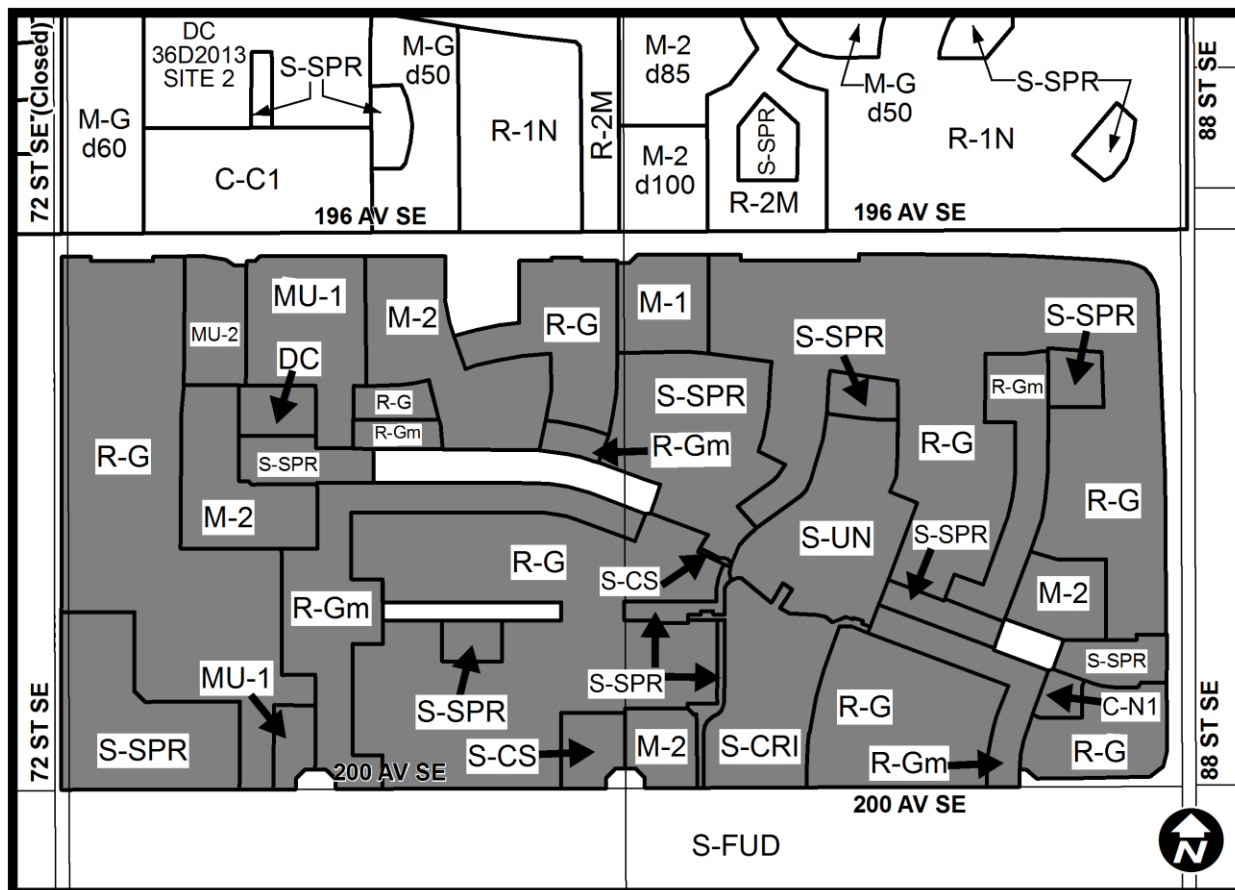 DC
36D2013
SITE 2
S-SPR
M-G
d50
M-2
d85
M-G
d50
S-SPR
72 ST SE (Closed)
88 ST SE
M-G
d60
R-1N
R-2M
S-SPR
R-1N
C-C1
M-2
d100
R-2M
196 AV SE
196 AV SE
MU-1
M-1
M-2
R-G
S-SPR
S-SPR
MU-2
DC
R-Gm
R-G
S-SPR
R-Gm
R-Gm
R-G
R-G
S-SPR
R-G
M-2
S-UN
S-SPR
R-G
S-CS
R-Gm
M-2
S-SPR
S-SPR
MU-1
S-SPR
C-N1
R-G
S-SPR
S-CS
M-2
S-CRI
R-Gm
R-G
72 ST SE
88 ST SE
200 AV SE
200 AV SE
S-FUD
N